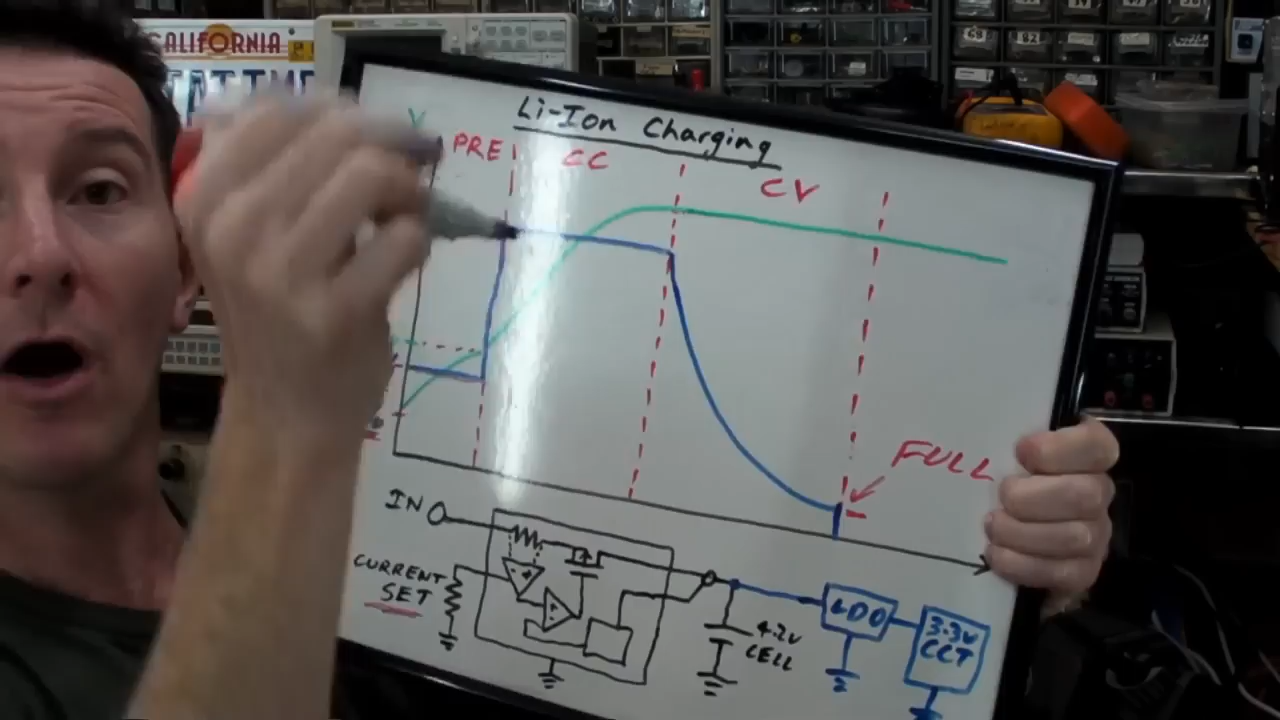 CALIFORNIA
Li-Ion Charging
V
PRE
CC
CV
FULL
IN
CURRENT
SET
4.2V
CELL
LDO
3.3V
CCT